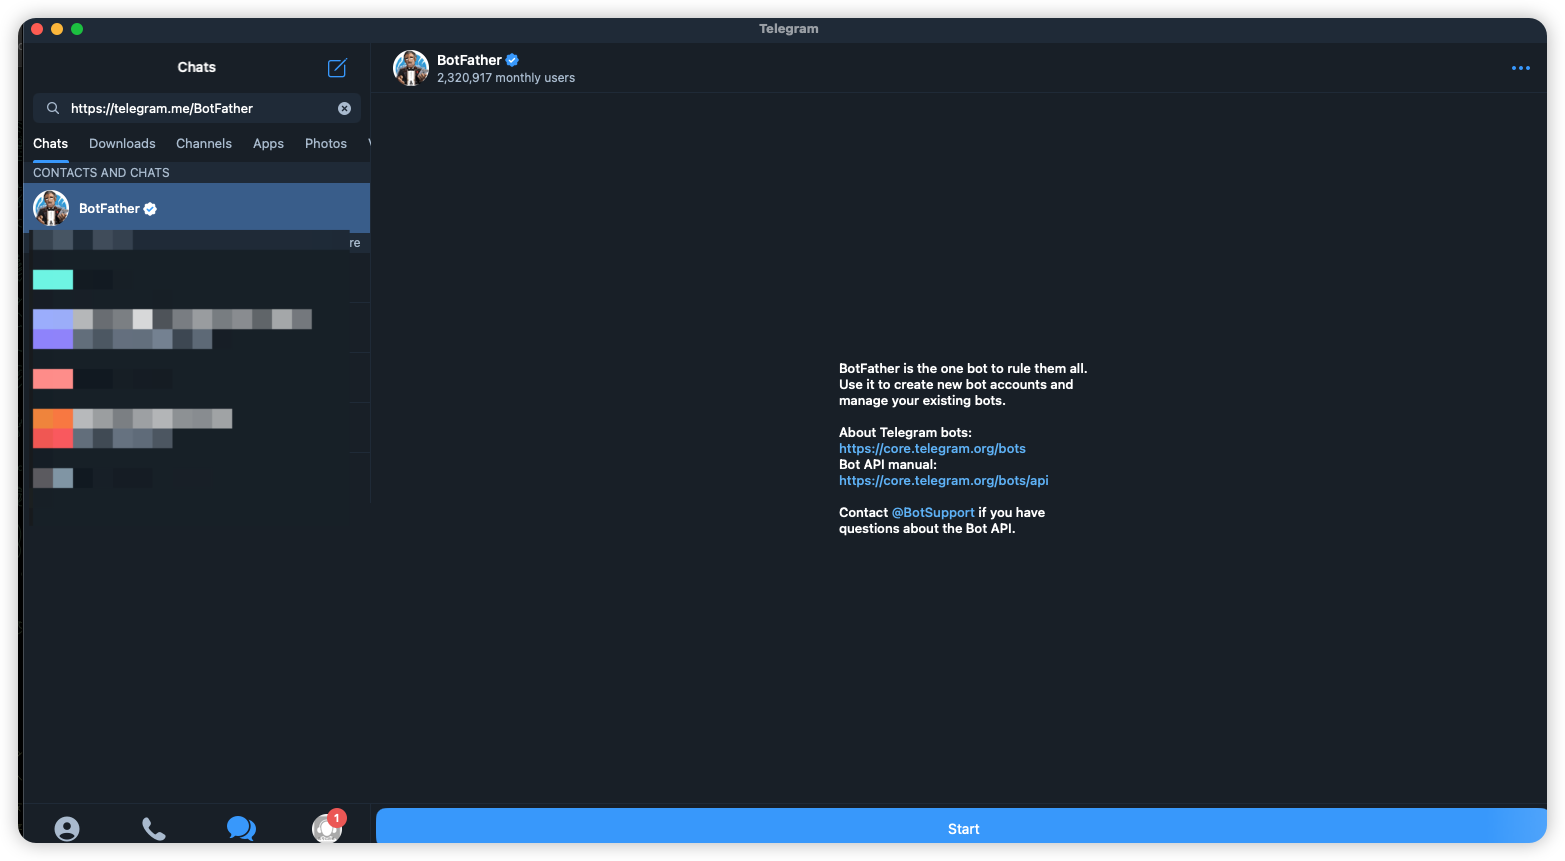 Telegram
Chats
https://telegram.me/BotFather
Chats Downloads Channels Apps Photos
CONTACTS AND CHATS
BotFather
re
1
BotFather
2,320,917 monthly users
BotFather is the one bot to rule them all.
Use it to create new bot accounts and
manage your existing bots.
About Telegram bots:
https://core.telegram.org/bots
Bot API manual:
https://core.telegram.org/bots/api
Contact @BotSupport if you have
questions about the Bot API.
Start